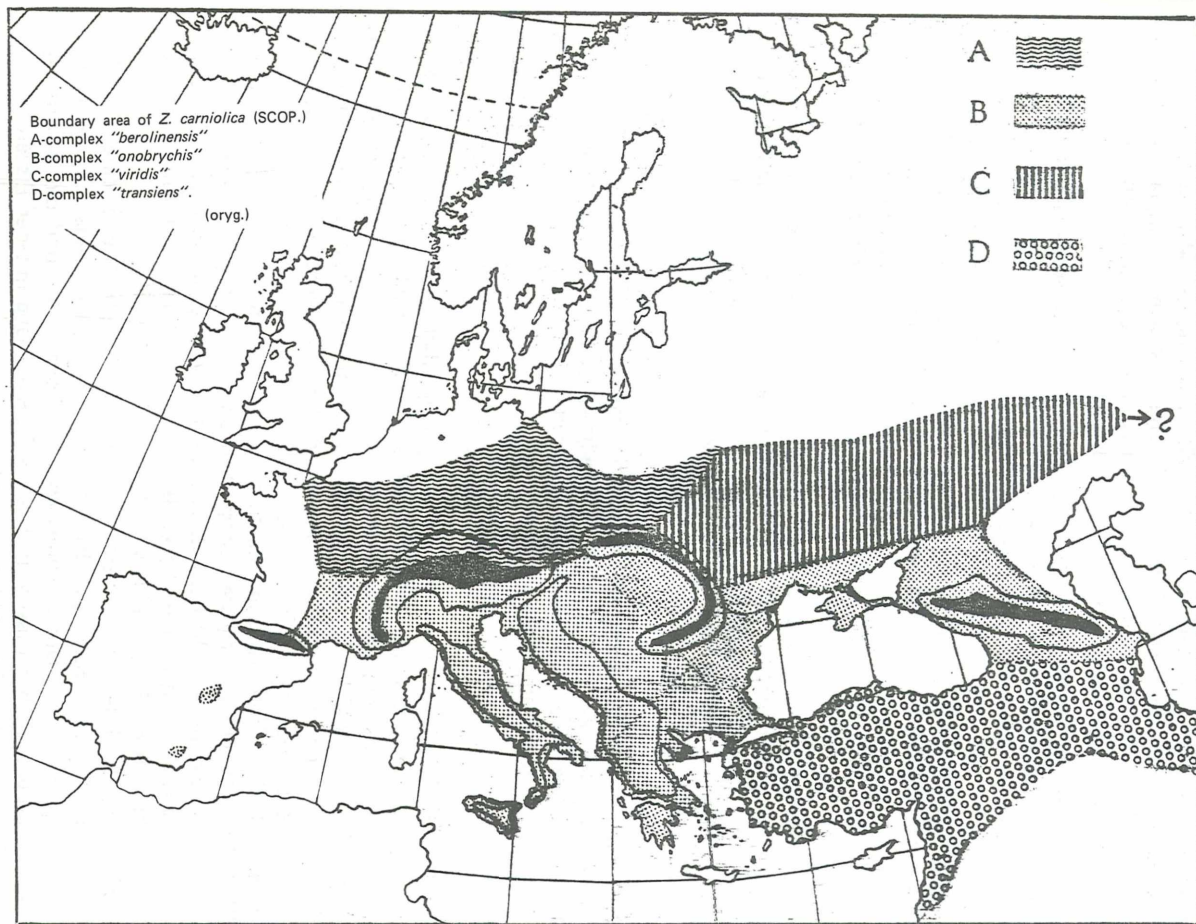 Boundary area of Z. carniolica (SCOP.)
A-complex "berolinensis"
B-complex "onobrychis"
C-complex "viridis"
D-complex "transiens".
(oryg.)
A
B
C
D
?